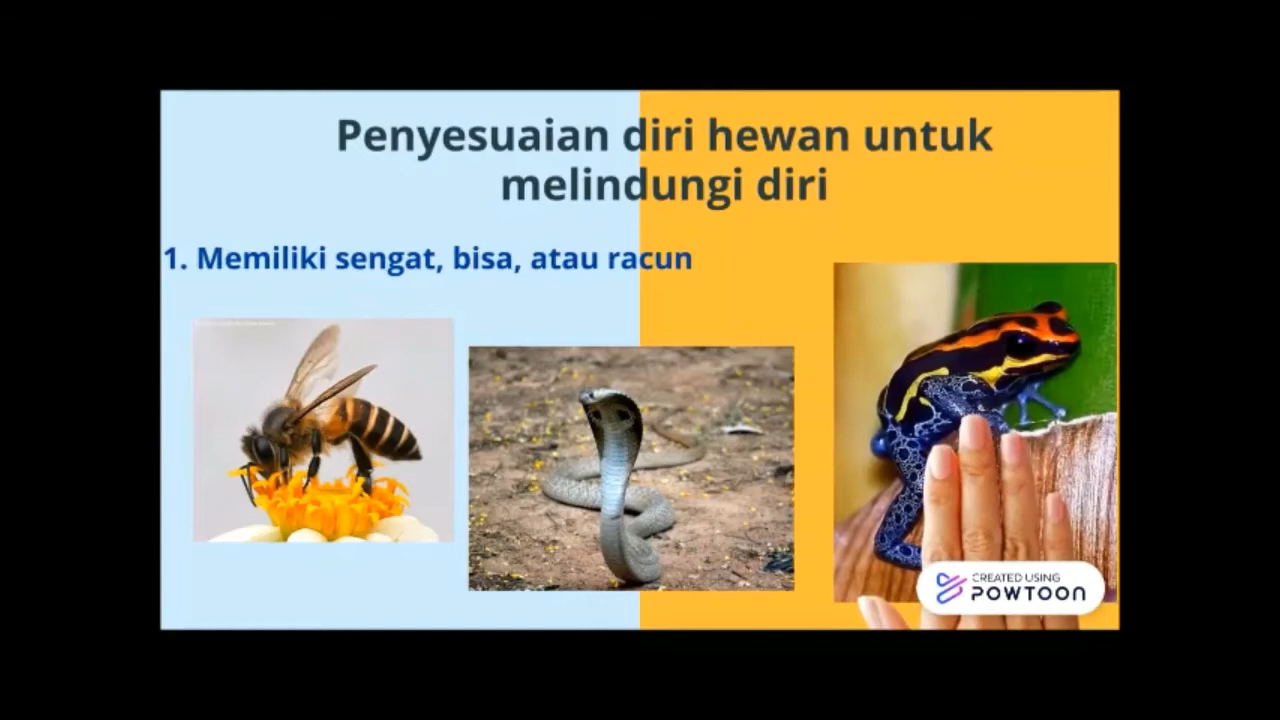 Penyesuaian diri hewan untuk
melindungi diri
1. Memiliki sengat, bisa, atau racun
CREATED USING
POWTOON